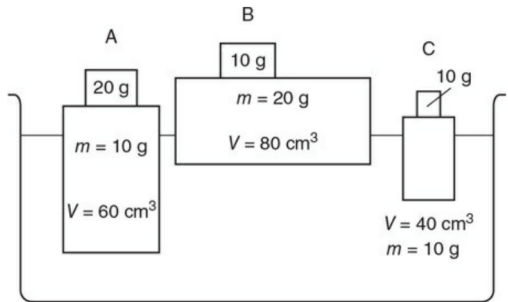 A
20 g
m = 10 g
V = 60 cm³
B
10 g
m = 20 g
V = 80 cm³
C
10 g
V = 40 cm³
m = 10 g